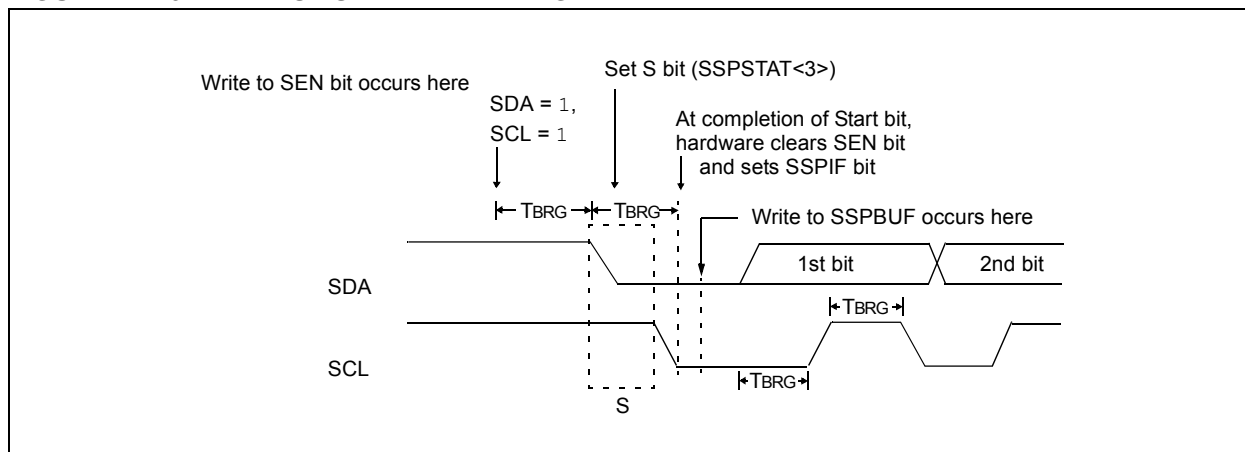 Set S bit (SSPSTAT<3>)
Write to SEN bit occurs here
SDA = 1,
SCL = 1
At completion of Start bit,
hardware clears SEN bit
and sets SSPIF bit
TBRG TBRG
Write to SSPBUF occurs here
SDA
1st bit 2nd bit
TBRG
SCL
TBRG
S